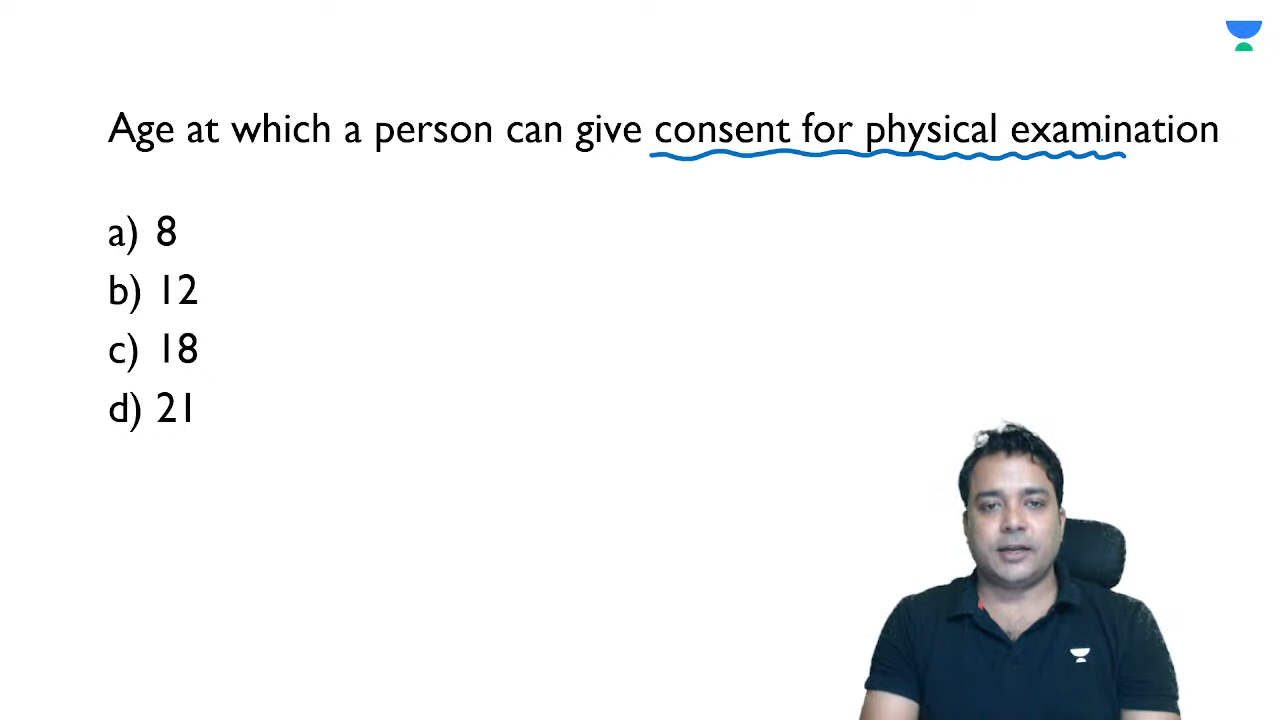 Age at which a person can give consent for physical examination
a) 8
b) 12
c) 18
d) 21